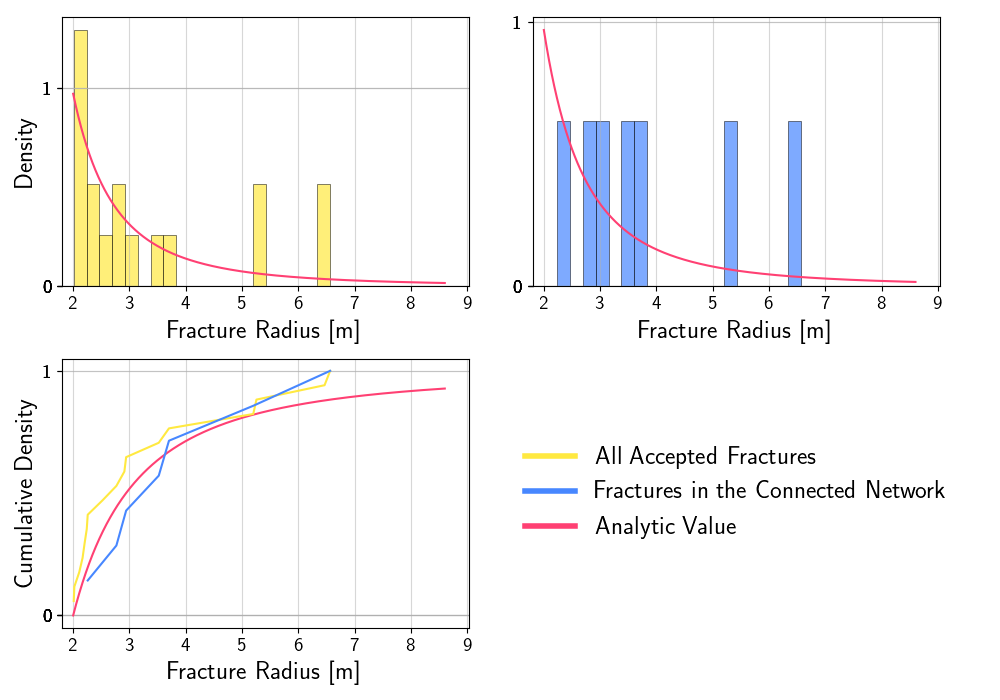 1
0
Density
2 3 4 5 6 7 8 9
Fracture Radius [m]
1
0
2 3 4 5 6 7 8 9
Fracture Radius [m]
1
0
Cumulative Density
2 3 4 5 6 7 8 9
Fracture Radius [m]
All Accepted Fractures
Fractures in the Connected Network
Analytic Value